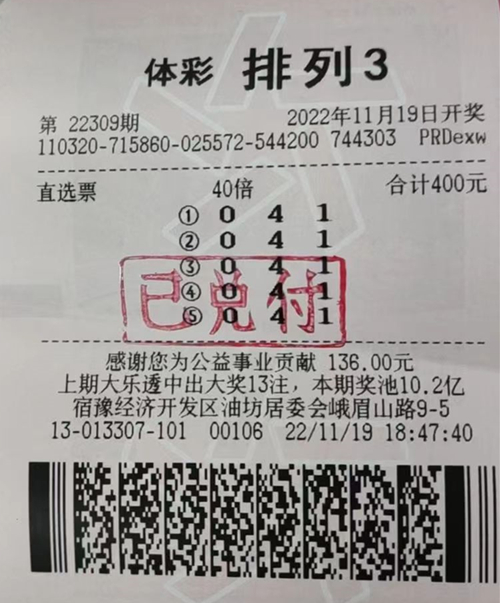 体彩 排列3
第 22309期 2022年11月19日开奖
110320-715860-025572-544200 744303 PRDexw
直选票 40倍 合计400元
① 0 4 1
② 0 4 1
③ 0 4 1
④ 0 4 1
⑤ 0 4 1
已兑付
感谢您为公益事业贡献 136.00元
上期大乐透中出大奖13注，本期奖池10.2亿
宿豫经济开发区油坊居委会峨眉山路9-5
13-013307-101 00106 22/11/19 18:47:40